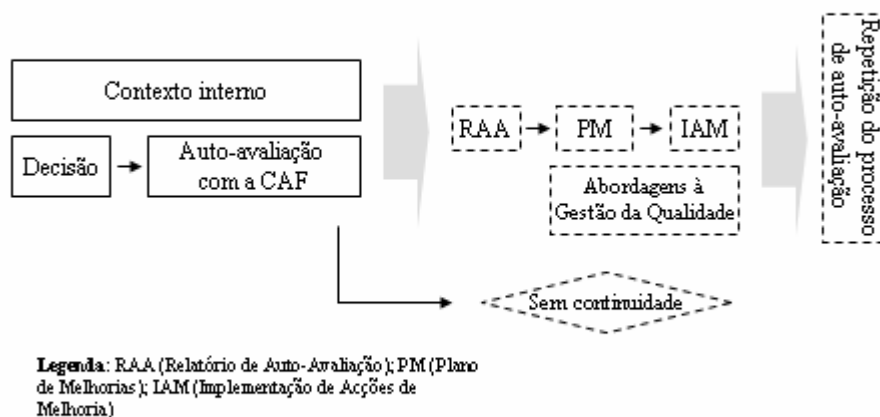 Contexto interno
Decisão
Auto-avaliação
com a CAF
RAA
PM
IAM
Abordagens à
Gestão da Qualidade
Repetição do processo
de auto-avaliação
Sem continuidade
Legenda: RAA (Relatório de Auto-Avaliação); PM (Plano
de Melhorias); IAM (Implementação de Acções de
Melhoria)